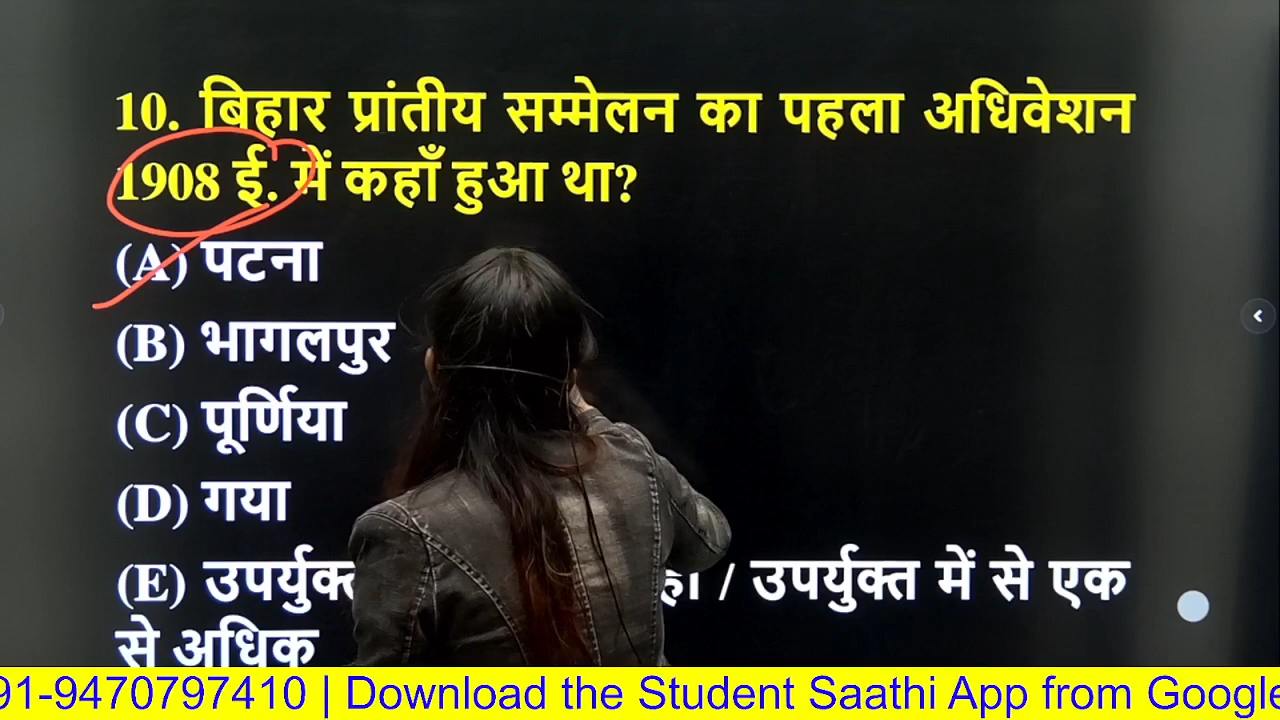 10. बिहार प्रांतीय सम्मेलन का पहला अधिवेशन
1908 ई. में कहाँ हुआ था?
(A) पटना
(B) भागलपुर
(C) पूर्णिया
(D) गया
(E) / उपर्युक्त में से एक
से अधिक
91-9470797410 | Download the Student Saathi App from Google